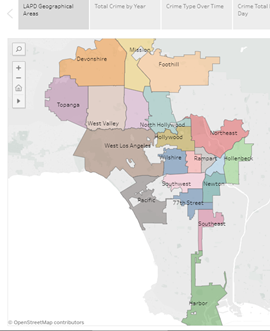 LAPD Geographical
Areas
Total Crime by Year
Crime Type Over Time
Crime Total
Day
Mission
Devonshire
Foothill
Topanga
West Valley
North Hollywood
Hollywood
Northeast
West Los Angeles
Wilshire
Rampart
Hollenbeck
Southwest
Newton
Pacific
77th Street
Southeast
Harbor
© OpenStreetMap contributors